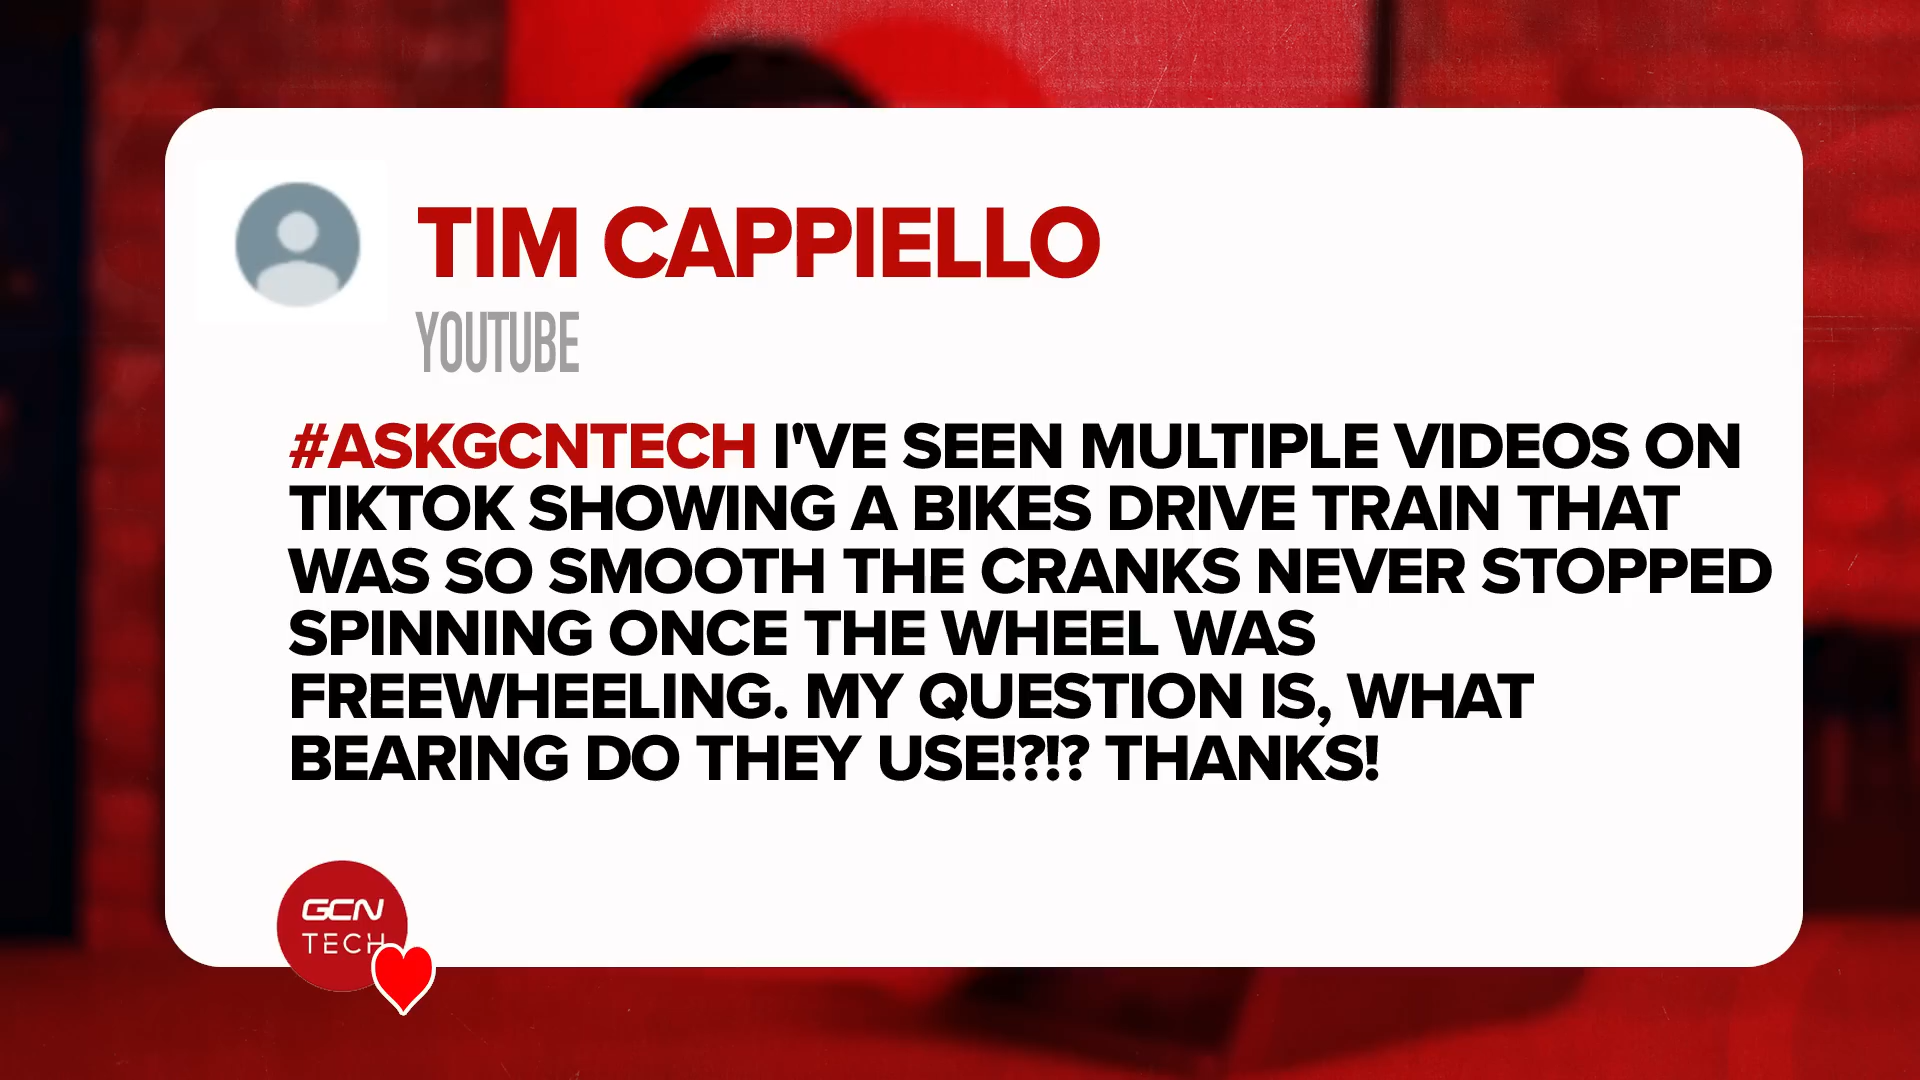 TIM CAPPIELLO
YOUTUBE
#ASKGCNTECH I'VE SEEN MULTIPLE VIDEOS ON
TIKTOK SHOWING A BIKES DRIVE TRAIN THAT
WAS SO SMOOTH THE CRANKS NEVER STOPPED
SPINNING ONCE THE WHEEL WAS
FREEWHEELING. MY QUESTION IS, WHAT
BEARING DO THEY USE!?!? THANKS!
GCN
TECH